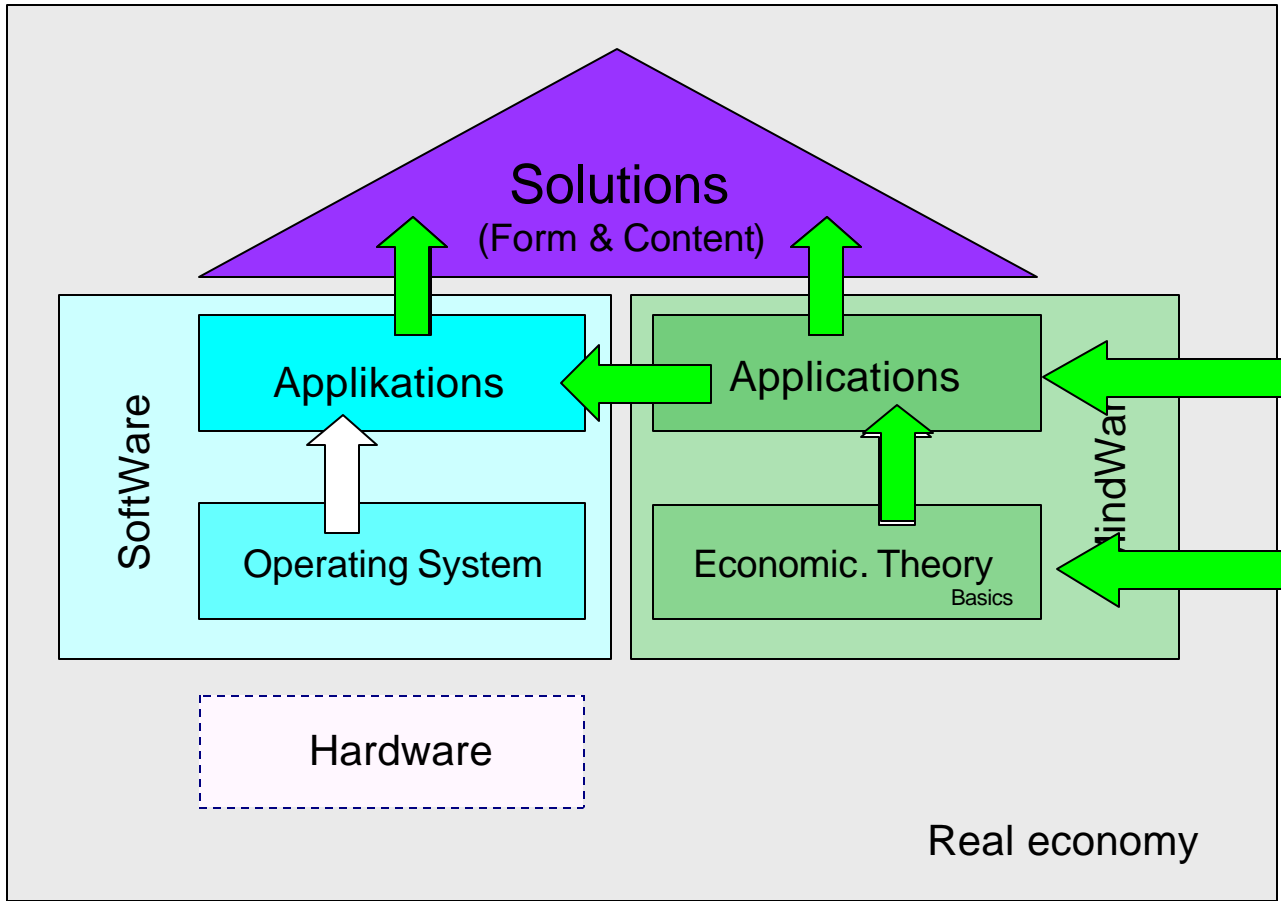 Solutions
(Form & Content)
SoftWare
Applikations
Applications
Operating System
Economic. Theory
Basics
Hardware
Real economy